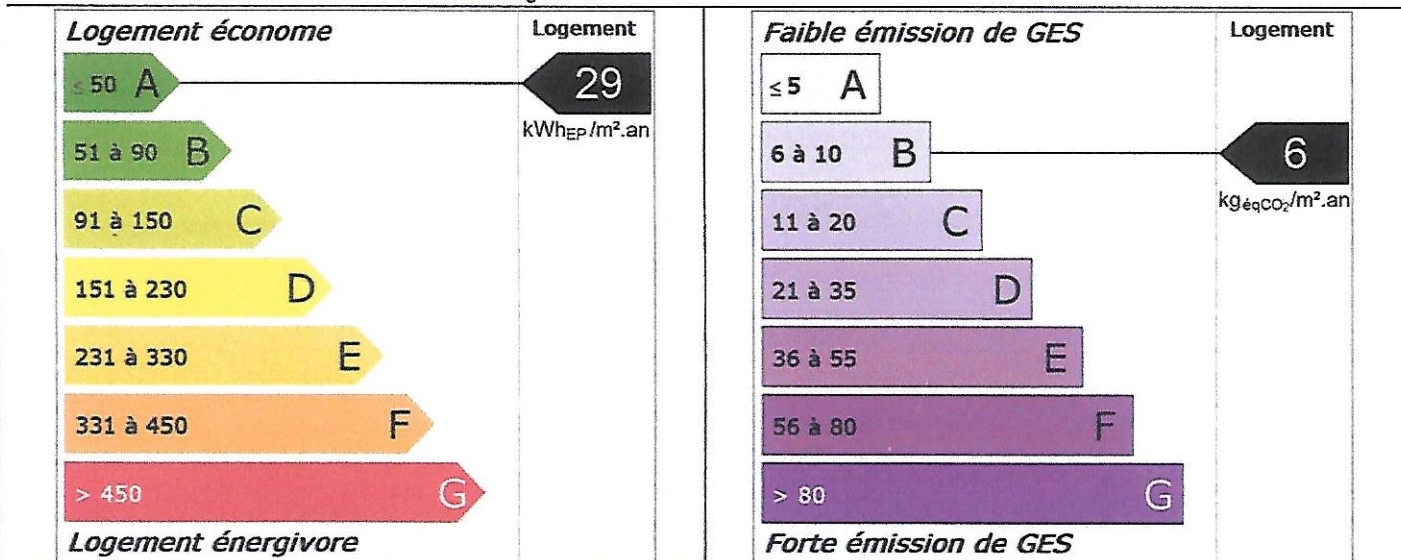 Logement économe Logement
≤ 50 A 29
kWhEP/m².an
51 à 90 B
91 à 150 C
151 à 230 D
231 à 330 E
331 à 450 F
> 450 G
Logement énergivore
Faible émission de GES Logement
≤ 5 A
6 à 10 B 6
kgéqCO₂/m².an
11 à 20 C
21 à 35 D
36 à 55 E
56 à 80 F
> 80 G
Forte émission de GES